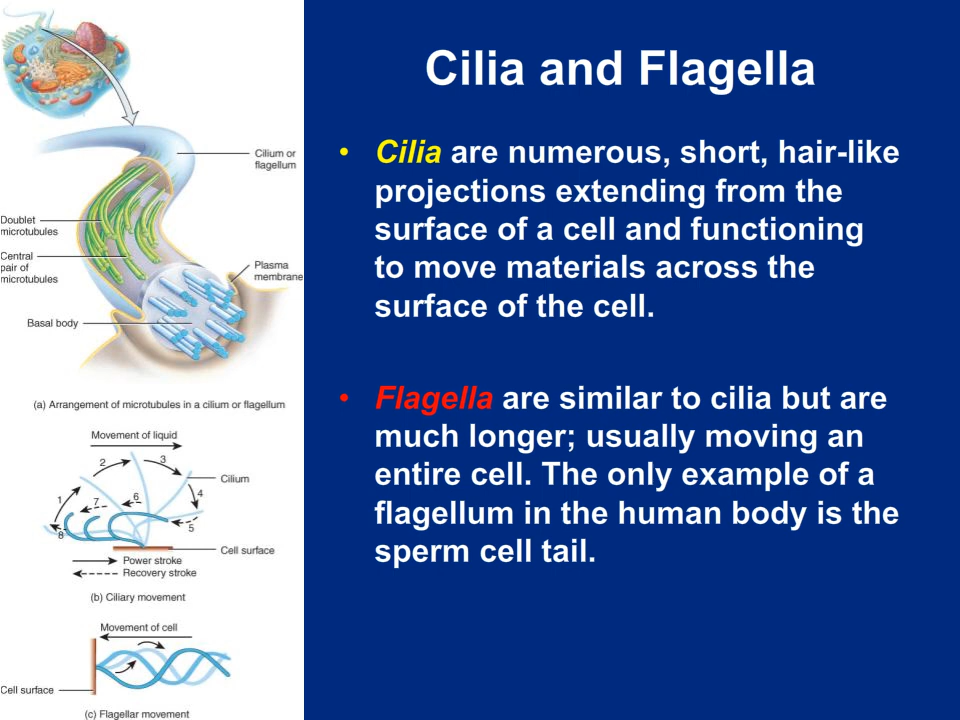 Cilia and Flagella
• Cilia are numerous, short, hair-like
projections extending from the
surface of a cell and functioning
to move materials across the
surface of the cell.
• Flagella are similar to cilia but are
much longer; usually moving an
entire cell. The only example of a
flagellum in the human body is the
sperm cell tail.
Cilium or
flagellum
Doublet
microtubules
Central
pair of
microtubules
Plasma
membrane
Basal body
(a) Arrangement of microtubules in a cilium or flagellum
Movement of liquid
1
2
3
4
5
6
7
8
Cilium
Cell surface
Power stroke
Recovery stroke
(b) Ciliary movement
Movement of cell
Cell surface
(c) Flagellar movement